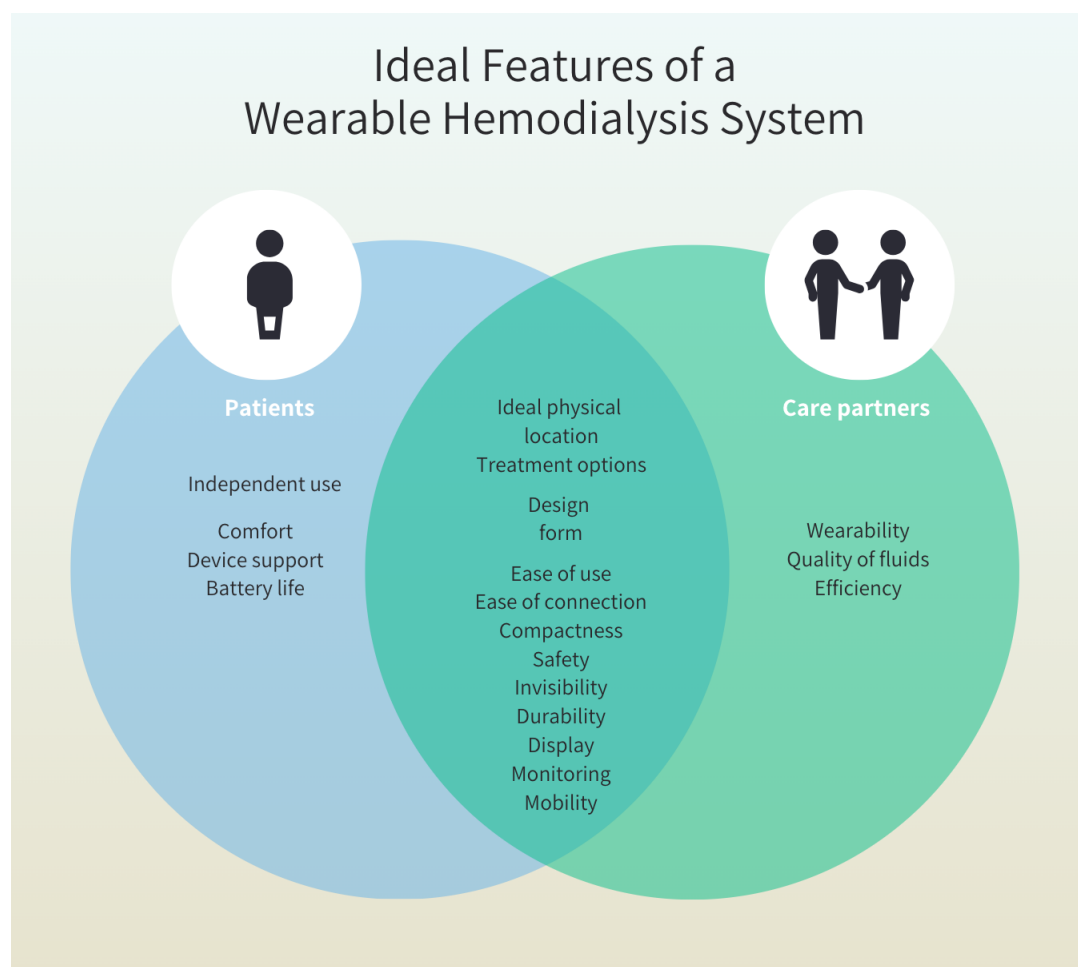 Ideal Features of a
Wearable Hemodialysis System
Patients
Independent use
Comfort
Device support
Battery life
Ideal physical
location
Treatment options
Design
form
Ease of use
Ease of connection
Compactness
Safety
Invisibility
Durability
Display
Monitoring
Mobility
Care partners
Wearability
Quality of fluids
Efficiency